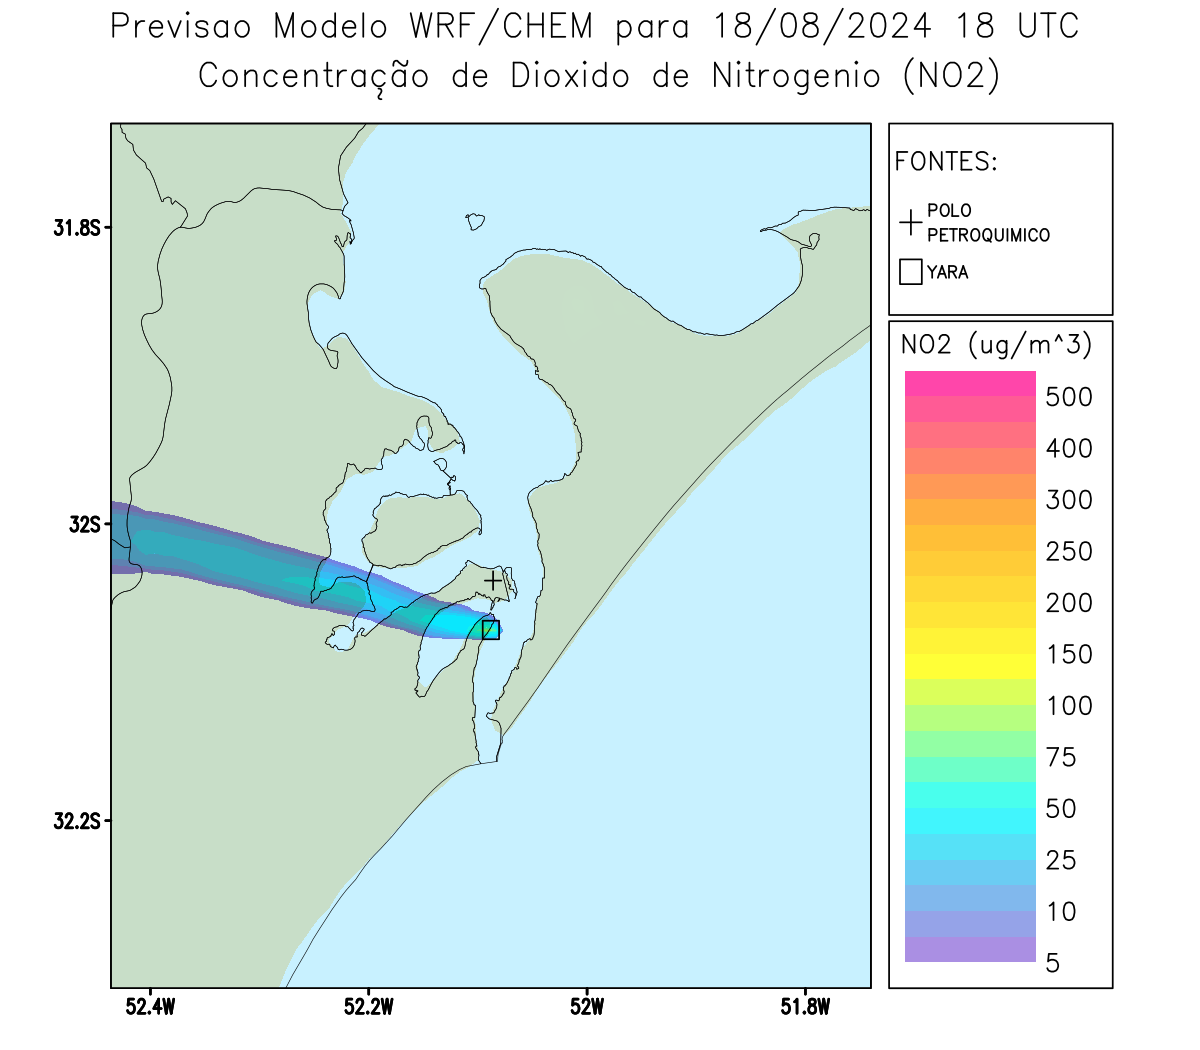 Previsao Modelo WRF/CHEM para 18/08/2024 18 UTC
Concentração de Dioxido de Nitrogenio (NO2)
FONTES:
POLO
PETROQUIMICO
YARA
NO2 (ug/m^3)
500
400
300
250
200
150
100
75
50
25
10
5
31.8S
32S
32.2S
52.4W
52.2W
52W
51.8W